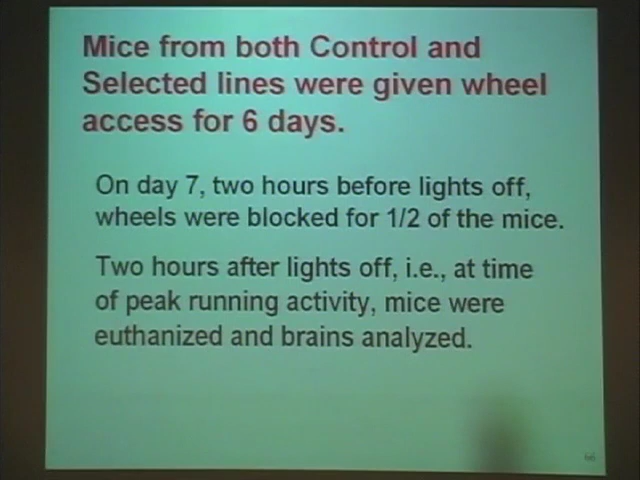 Mice from both Control and
Selected lines were given wheel
access for 6 days.
On day 7, two hours before lights off,
wheels were blocked for 1/2 of the mice.
Two hours after lights off, i.e., at time
of peak running activity, mice were
euthanized and brains analyzed.